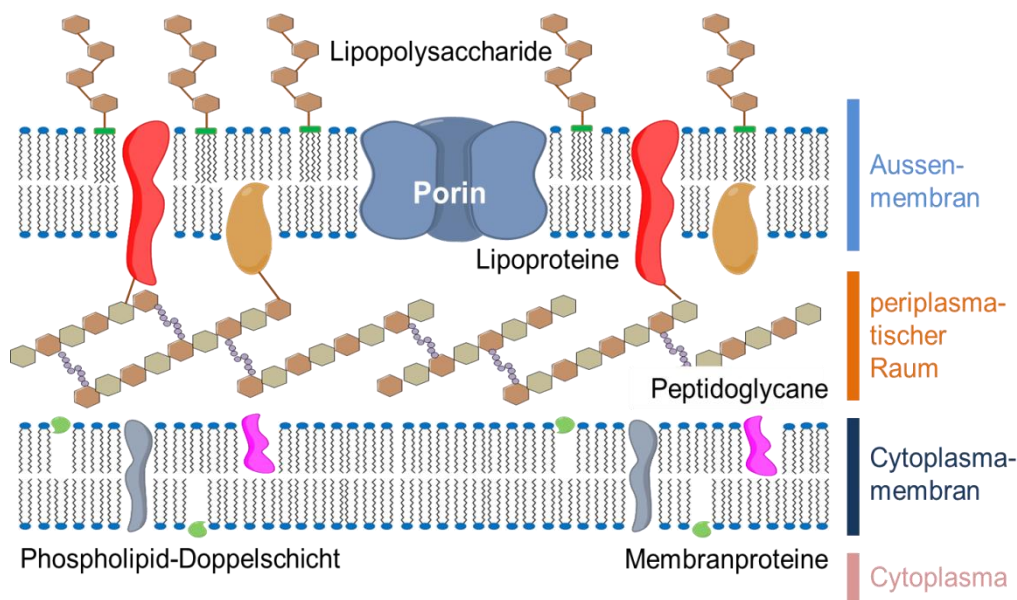 Lipopolysaccharide
Porin
Lipoproteine
Peptidoglycane
Phospholipid-Doppelschicht
Membranproteine
Aussen-
membran
periplasma-
tischer
Raum
Cytoplasma-
membran
Cytoplasma